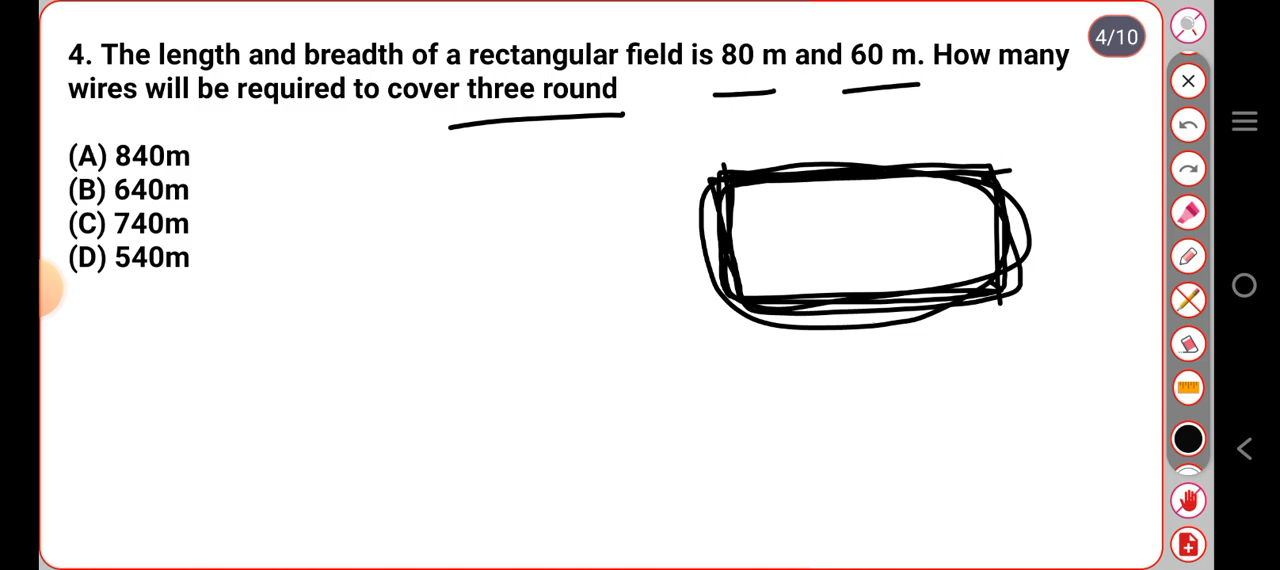 4/10
4. The length and breadth of a rectangular field is 80 m and 60 m. How many
wires will be required to cover three round
(A) 840m
(B) 640m
(C) 740m
(D) 540m